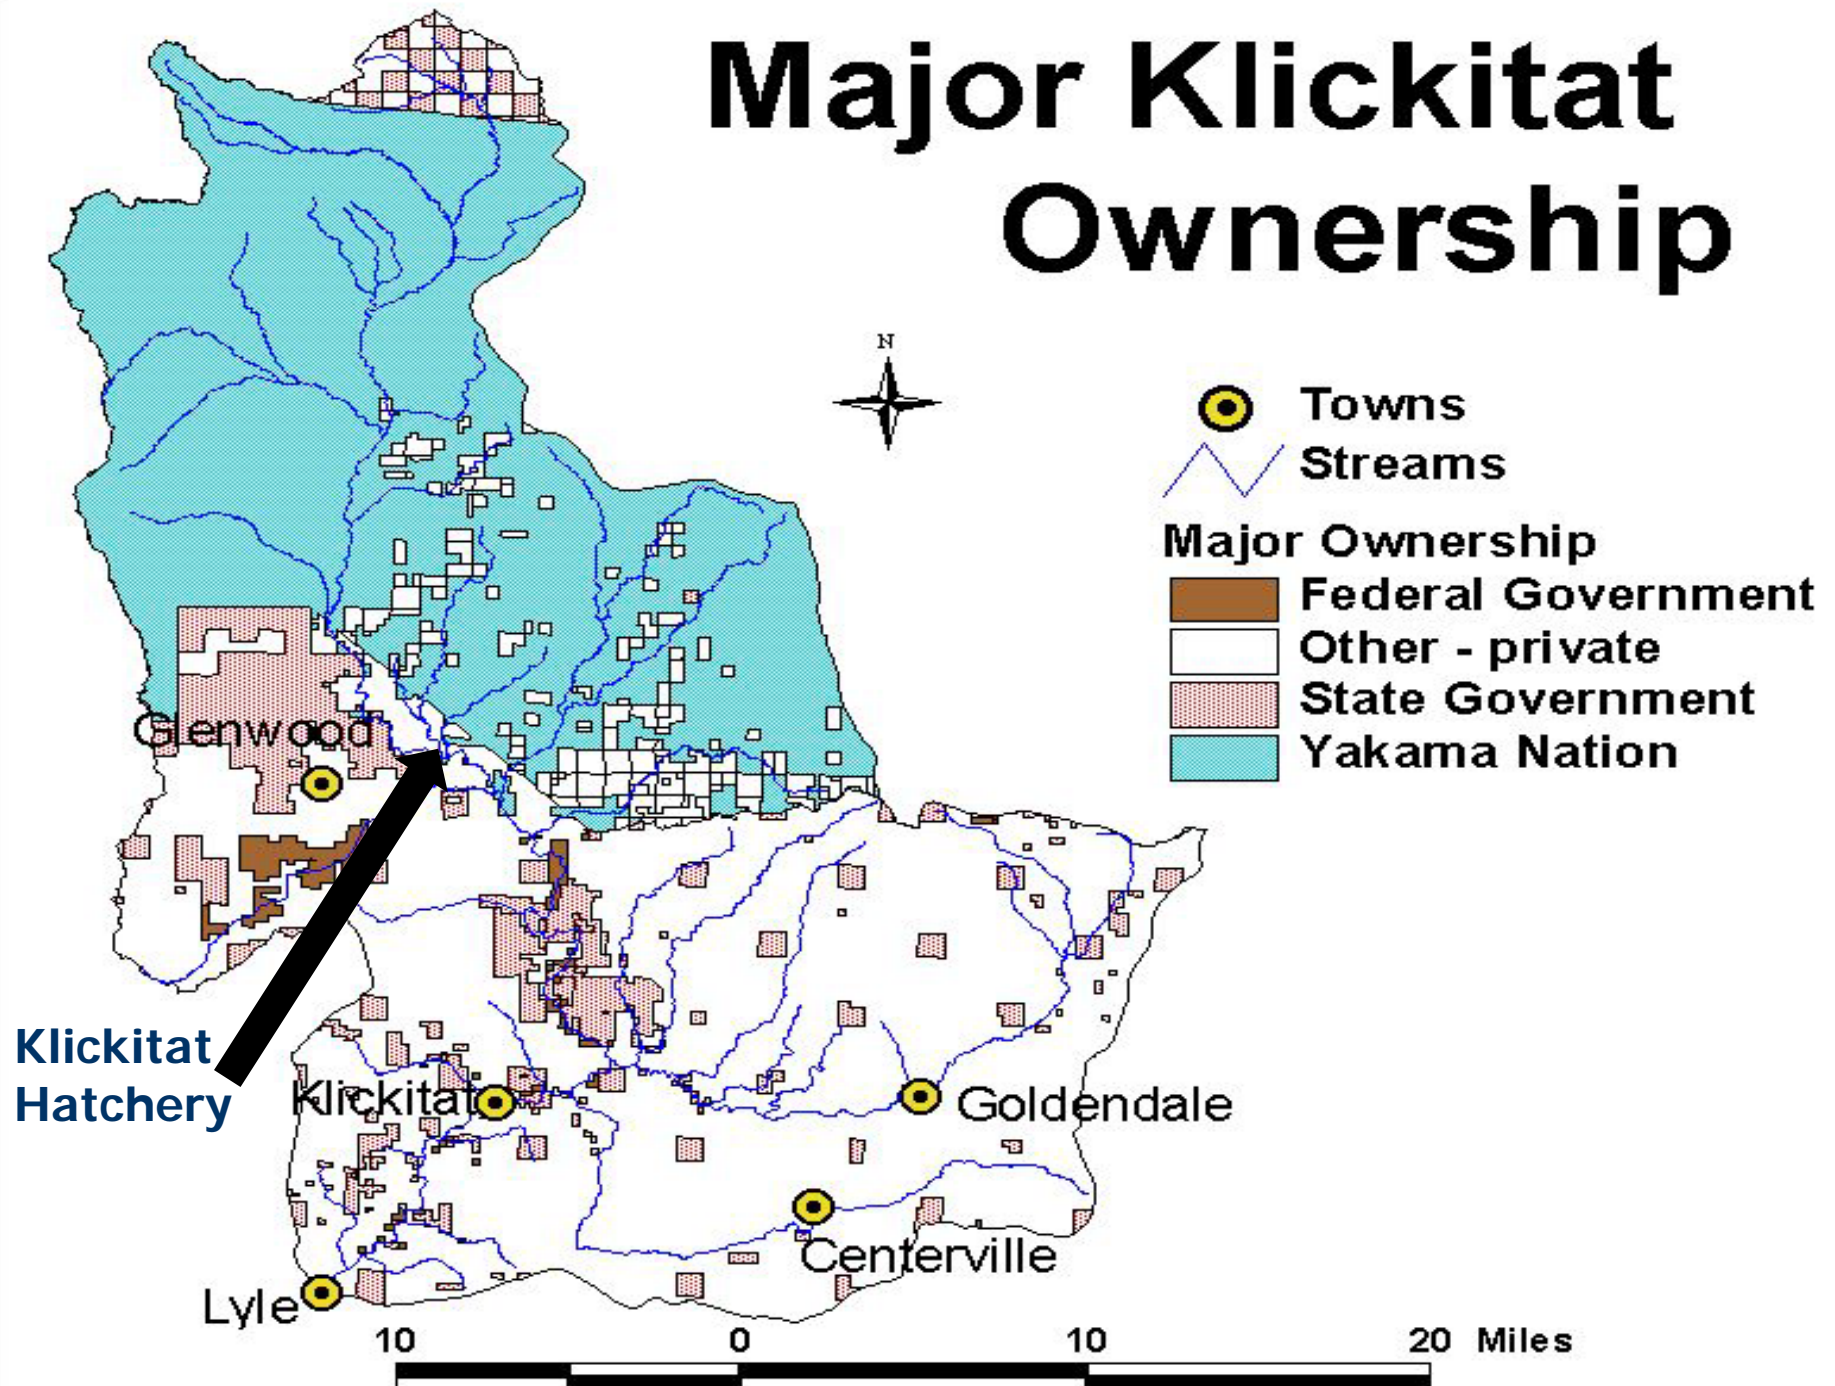 Major Klickitat
Ownership
N
Towns
Streams
Major Ownership
Federal Government
Other - private
State Government
Yakama Nation
Glenwood
Klickitat
Hatchery
Klickitat
Goldendale
Centerville
Lyle
10 0 10 20 Miles